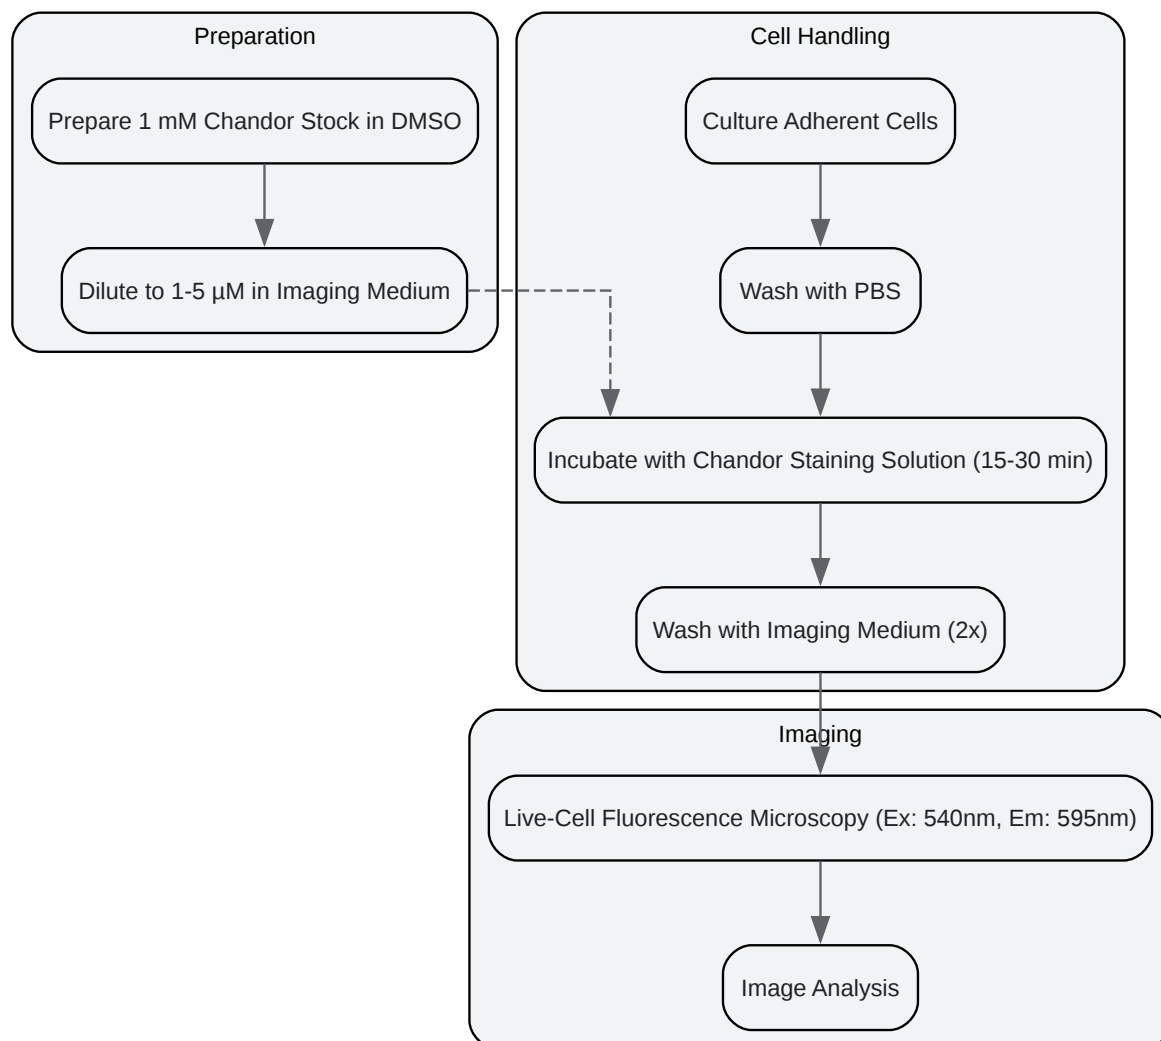 Preparation
Prepare 1 mM Chandor Stock in DMSO
Dilute to 1-5 µM in Imaging Medium
Cell Handling
Culture Adherent Cells
Wash with PBS
Incubate with Chandor Staining Solution (15-30 min)
Wash with Imaging Medium (2x)
Imaging
Live-Cell Fluorescence Microscopy (Ex: 540nm, Em: 595nm)
Image Analysis